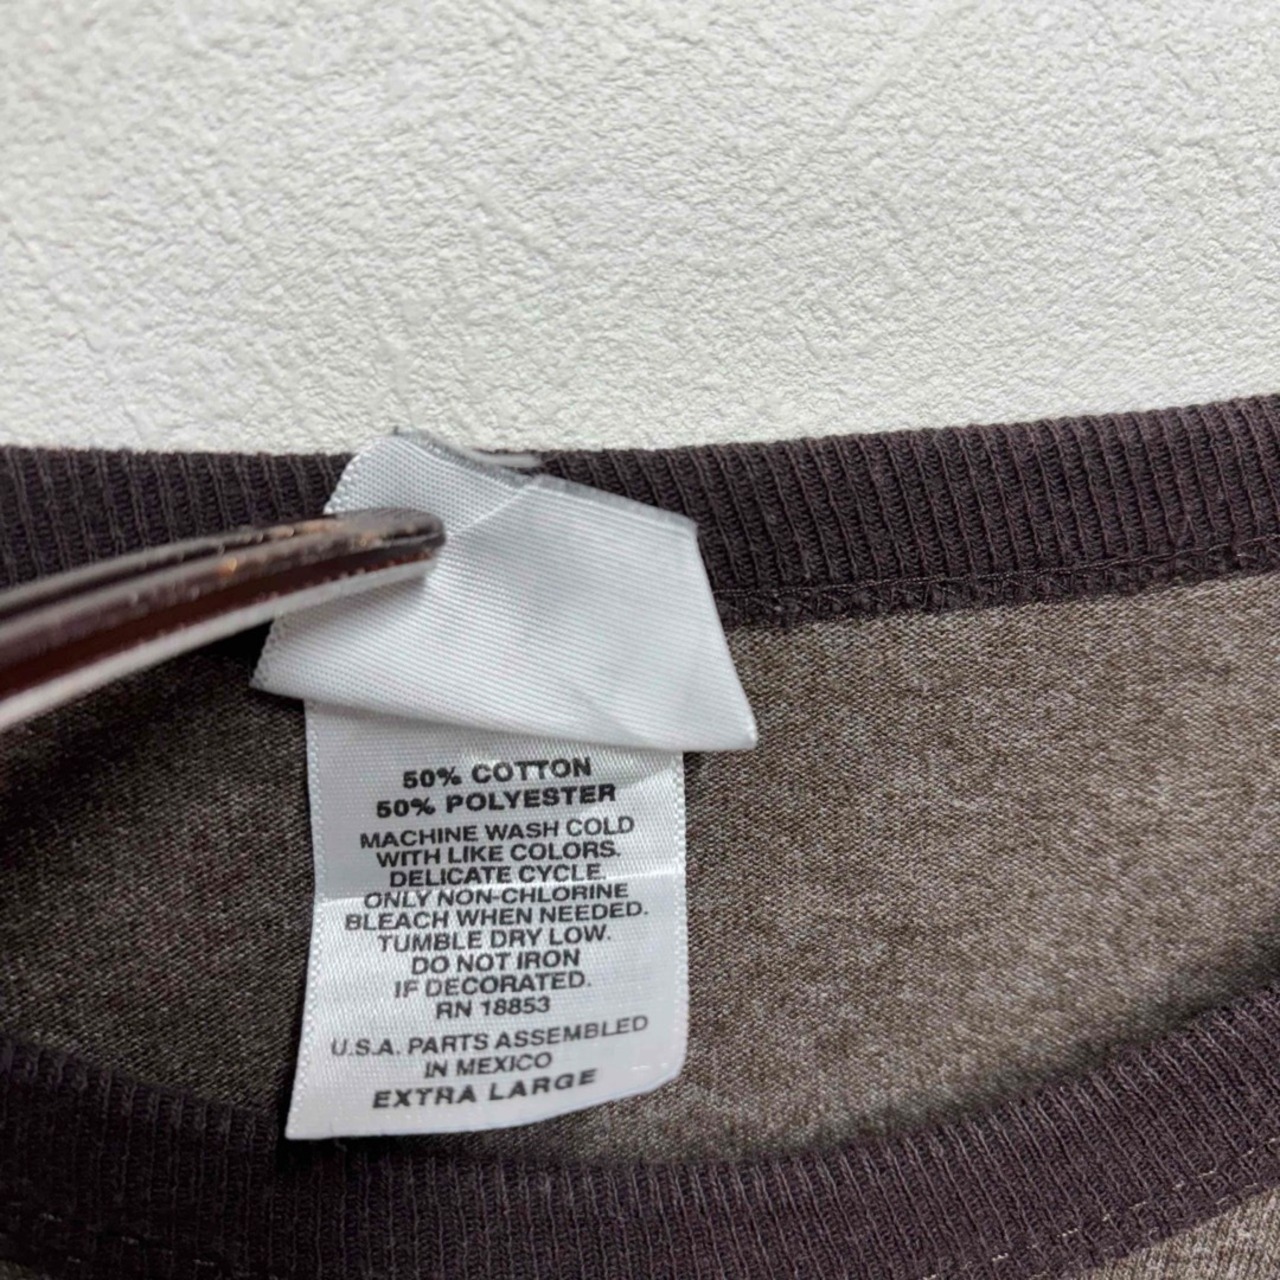 50% COTTON
50% POLYESTER
MACHINE WASH COLD
WITH LIKE COLORS.
DELICATE CYCLE.
ONLY NON-CHLORINE
BLEACH WHEN NEEDED.
TUMBLE DRY LOW.
DO NOT IRON
IF DECORATED.
RN 18853
U.S.A. PARTS ASSEMBLED
IN MEXICO
EXTRA LARGE